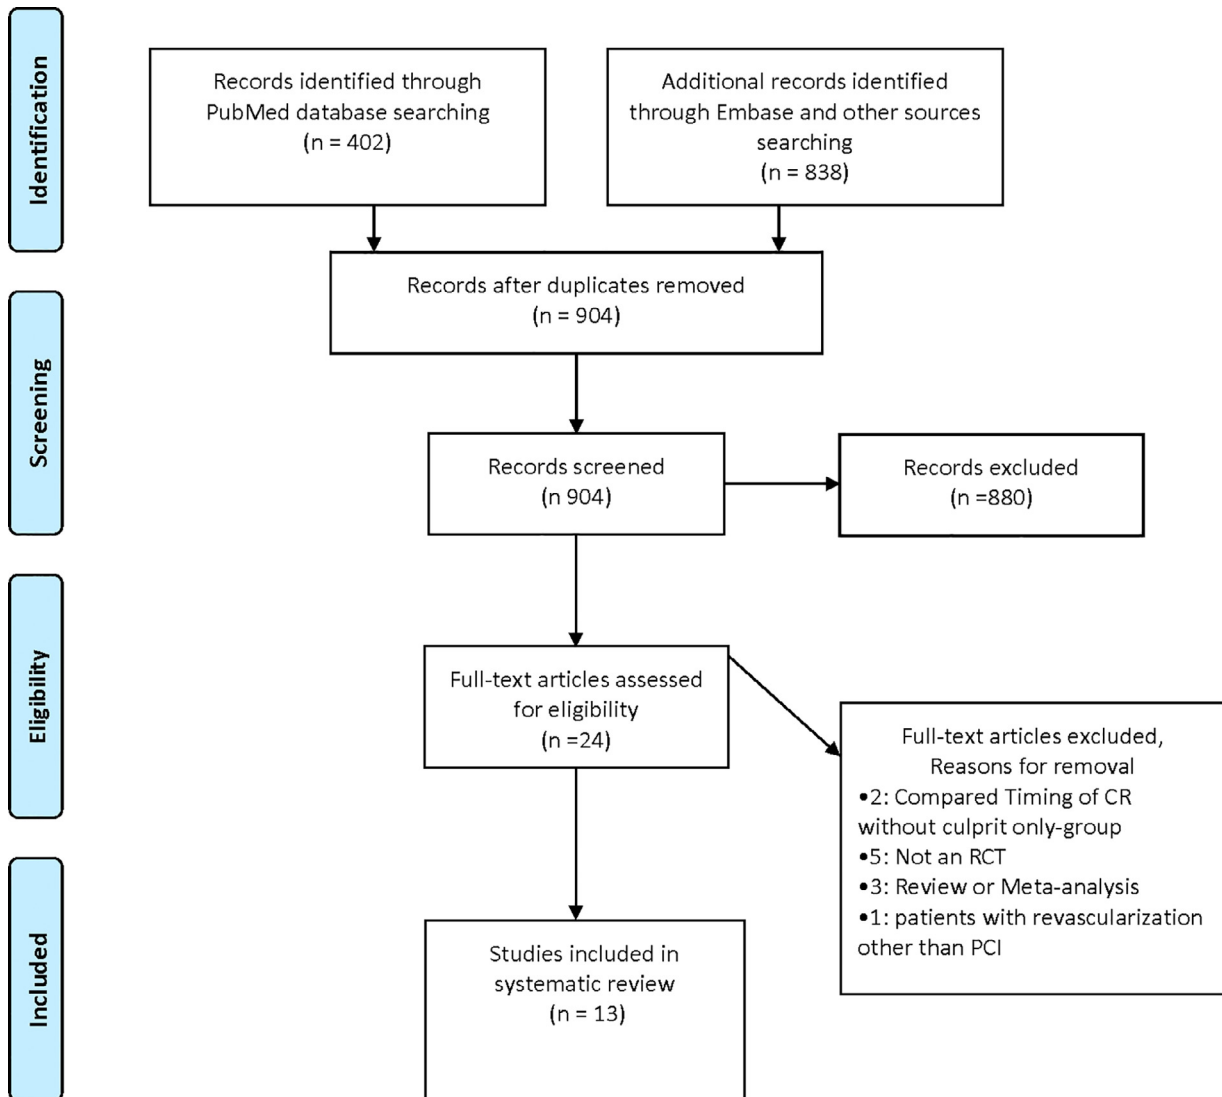 Identification
Records identified through
PubMed database searching
(n = 402)
Additional records identified
through Embase and other sources
searching
(n = 838)
Records after duplicates removed
(n = 904)
Screening
Records screened
(n 904)
Records excluded
(n =880)
Eligibility
Full-text articles assessed
for eligibility
(n =24)
Full-text articles excluded,
Reasons for removal
•2: Compared Timing of CR
without culprit only-group
•5: Not an RCT
•3: Review or Meta-analysis
•1: patients with revascularization
other than PCI
Included
Studies included in
systematic review
(n = 13)